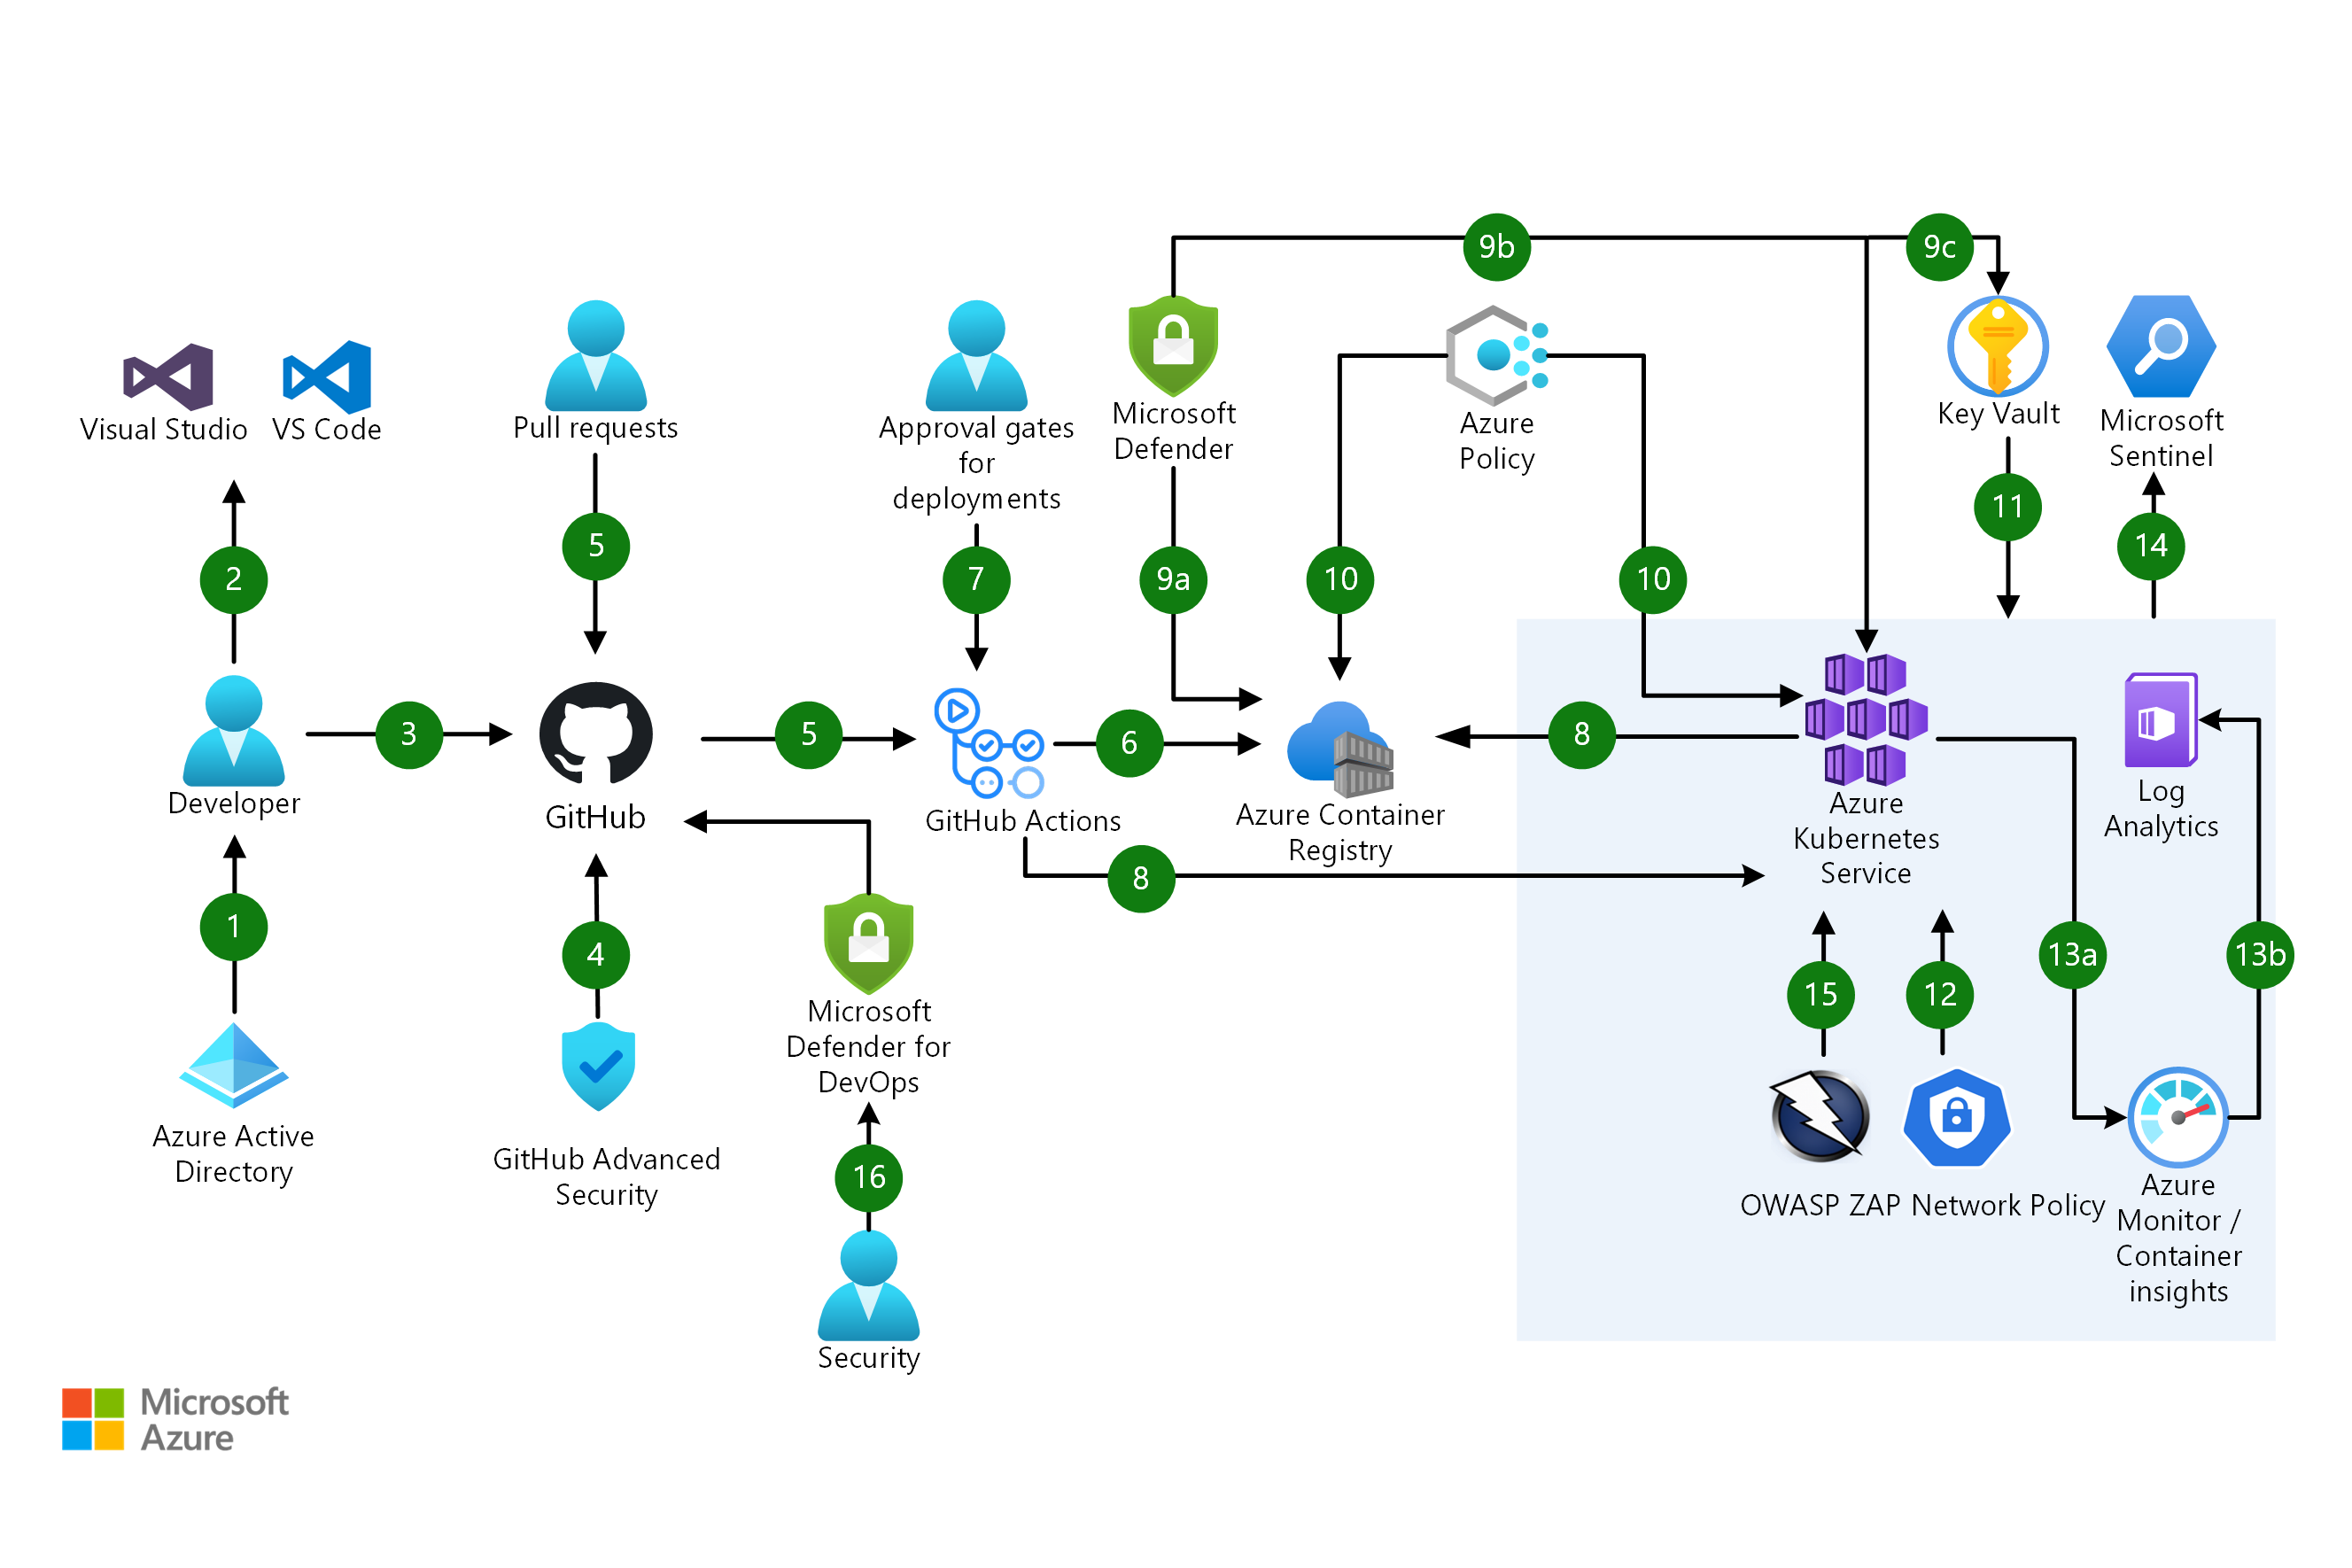 9b
9c
Visual Studio
VS Code
Pull requests
Approval gates
for
deployments
Microsoft
Defender
Azure
Policy
Key Vault
Microsoft
Sentinel
2
5
7
9a
10
10
11
14
3
5
6
8
Developer
GitHub
GitHub Actions
Azure Container
Registry
Azure
Kubernetes
Service
Log
Analytics
8
1
4
15
12
13a
13b
Azure Active
Directory
GitHub Advanced
Security
Microsoft
Defender for
DevOps
16
Security
OWASP ZAP
Network Policy
Azure
Monitor /
Container
insights
Microsoft
Azure